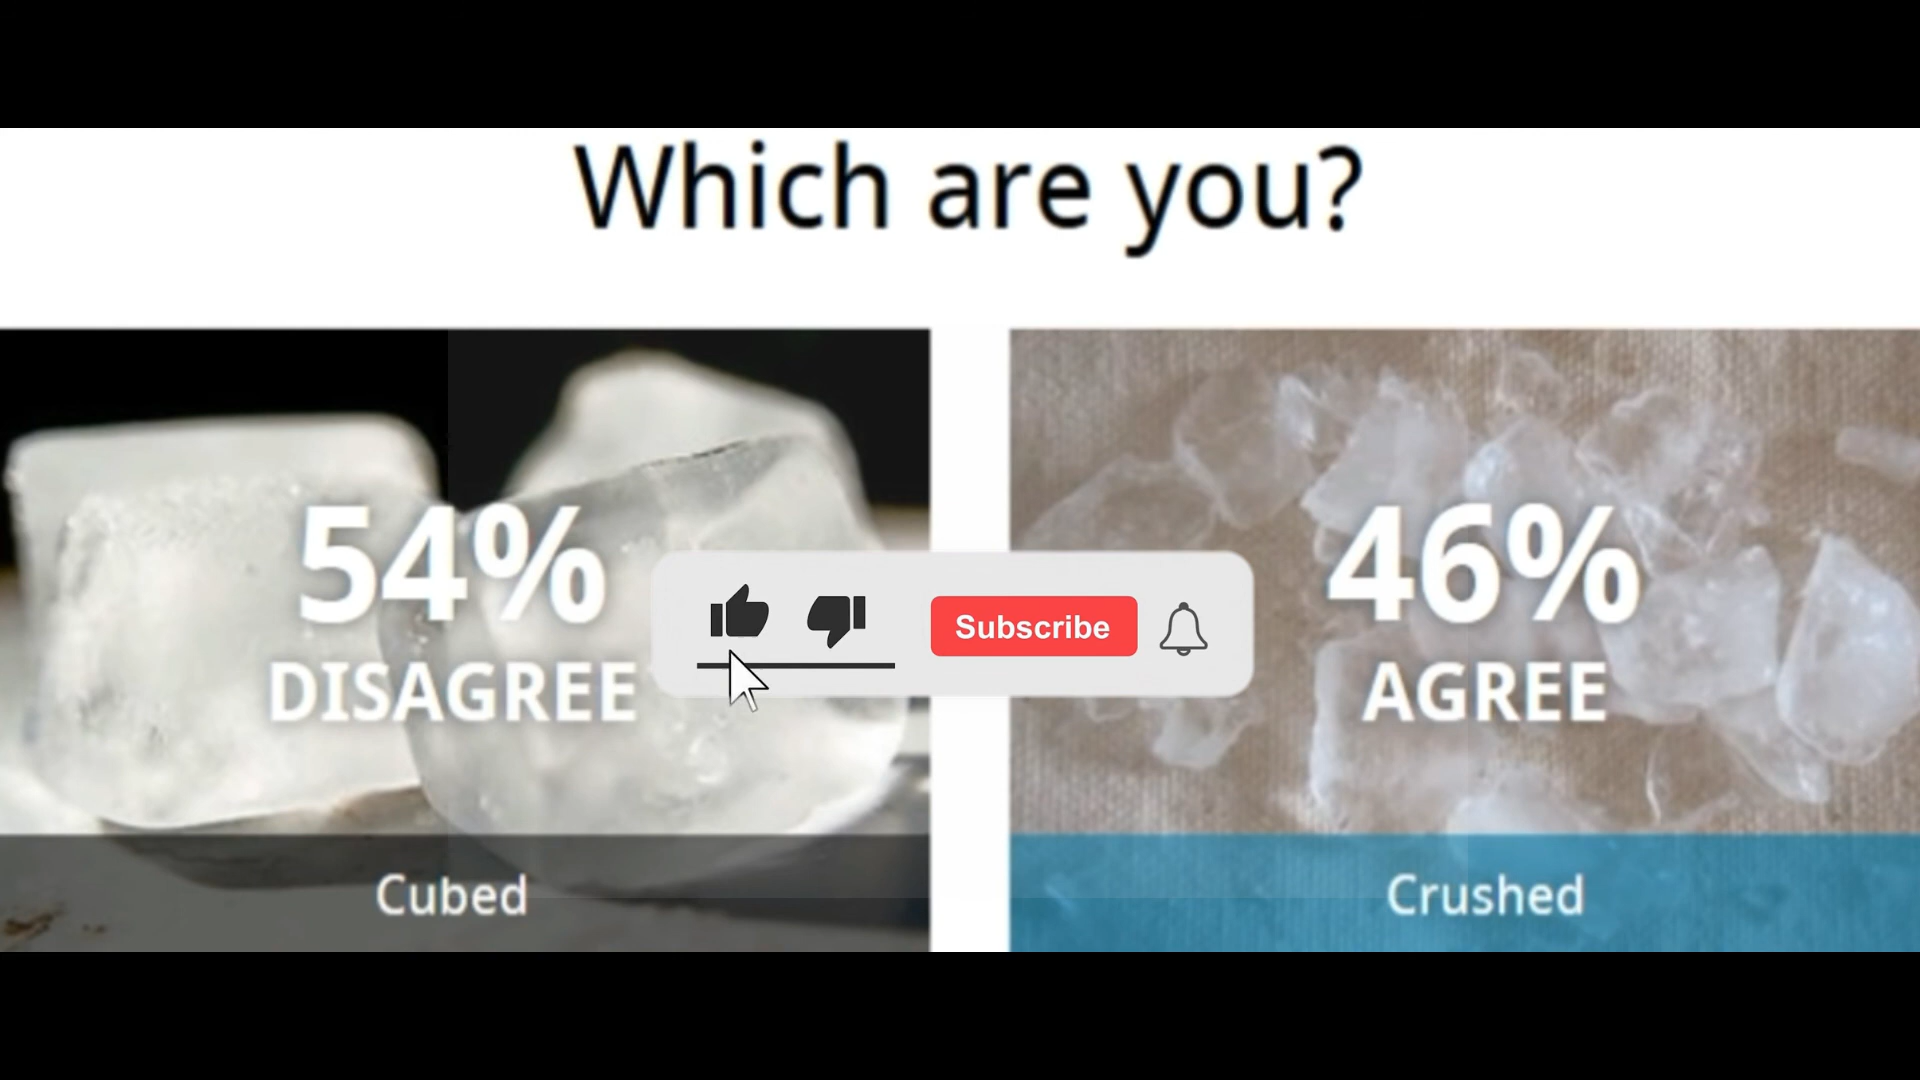 Which are you?
54%
DISAGREE
Cubed
Subscribe
46%
AGREE
Crushed